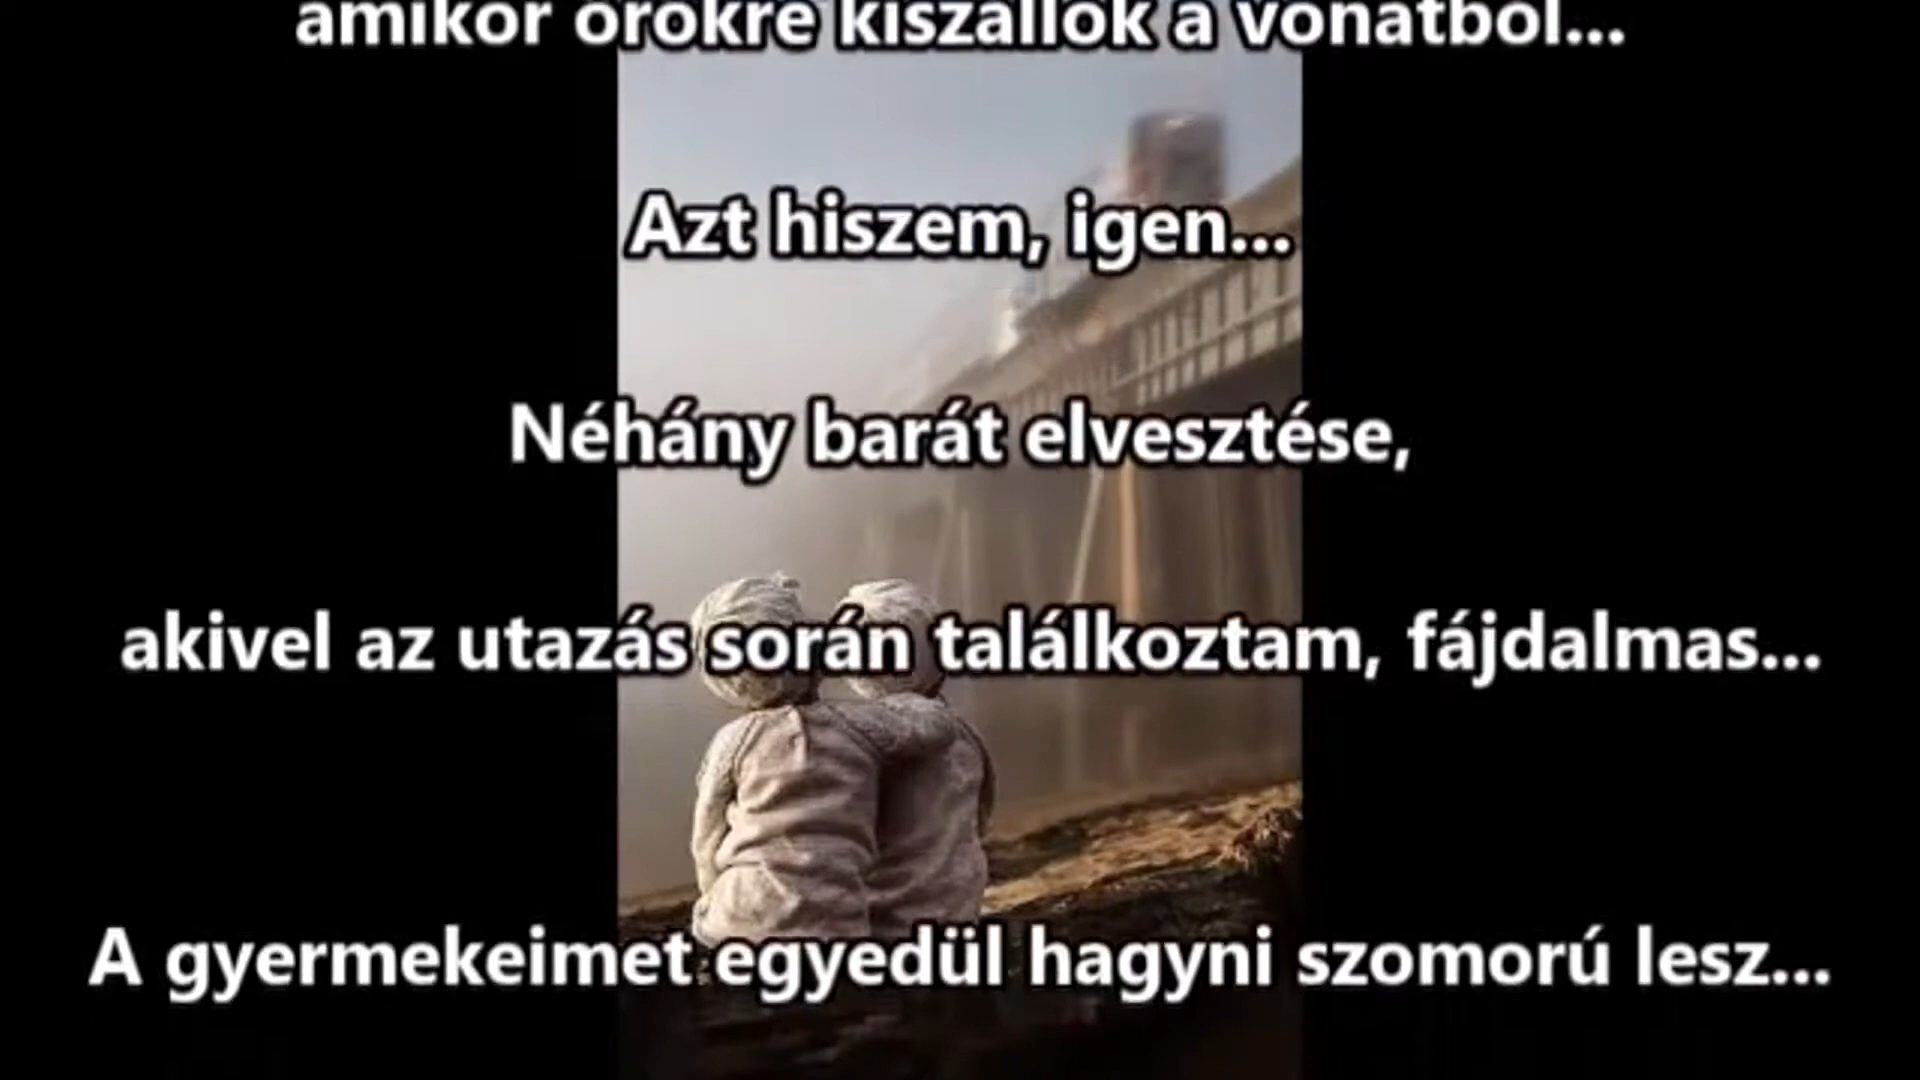 amikor örökre kiszállok a vonatból...
Azt hiszem, igen...
Néhány barát elvesztése,
akivel az utazás során találkoztam, fájdalmas...
A gyermekeimet egyedül hagyni szomorú lesz...